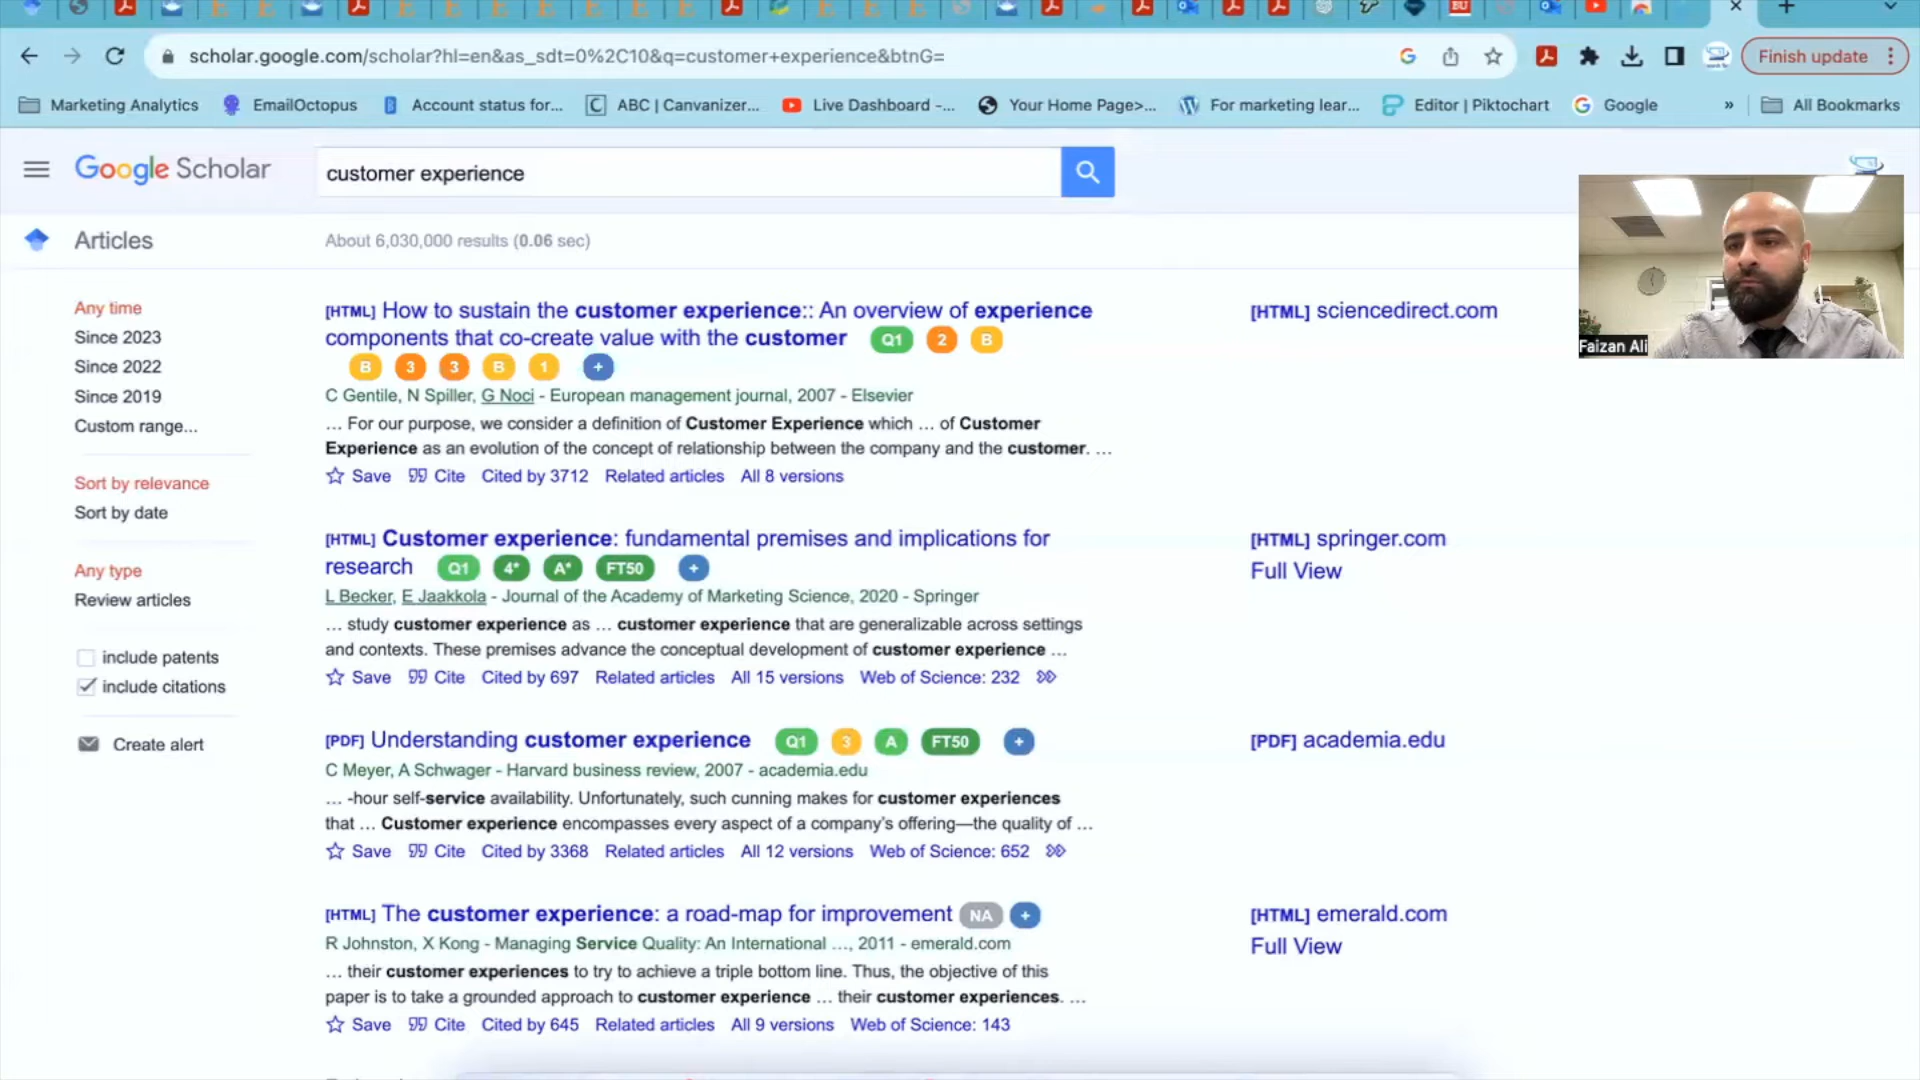 scholar.google.com/scholar?hl=en&as_sdt=0%2C10&q=customer+experience&btnG=
Finish update
Marketing Analytics
EmailOctopus
Account status for...
ABC | Canvanizer...
Live Dashboard -...
Your Home Page>...
For marketing lear...
Editor | Piktochart
Google
»
All Bookmarks
Google Scholar
customer experience
Articles
About 6,030,000 results (0.06 sec)
Any time
Since 2023
Since 2022
Since 2019
Custom range...
Sort by relevance
Sort by date
Any type
Review articles
include patents
include citations
Create alert
[HTML] How to sustain the customer experience:: An overview of experience
components that co-create value with the customer Q1 2 B
B 3 3 B 1 +
C Gentile, N Spiller, G Noci - European management journal, 2007 - Elsevier
... For our purpose, we consider a definition of Customer Experience which ... of Customer
Experience as an evolution of the concept of relationship between the company and the customer. ...
Save Cite Cited by 3712 Related articles All 8 versions
[HTML] sciencedirect.com
[HTML] Customer experience: fundamental premises and implications for
research Q1 4* A* FT50 +
L Becker, E Jaakkola - Journal of the Academy of Marketing Science, 2020 - Springer
... study customer experience as ... customer experience that are generalizable across settings
and contexts. These premises advance the conceptual development of customer experience ...
Save Cite Cited by 697 Related articles All 15 versions Web of Science: 232
[HTML] springer.com
Full View
[PDF] Understanding customer experience Q1 3 A FT50 +
C Meyer, A Schwager - Harvard business review, 2007 - academia.edu
... -hour self-service availability. Unfortunately, such cunning makes for customer experiences
that ... Customer experience encompasses every aspect of a company's offering—the quality of ...
Save Cite Cited by 3368 Related articles All 12 versions Web of Science: 652
[PDF] academia.edu
[HTML] The customer experience: a road-map for improvement NA +
R Johnston, X Kong - Managing Service Quality: An International ..., 2011 - emerald.com
... their customer experiences to try to achieve a triple bottom line. Thus, the objective of this
paper is to take a grounded approach to customer experience ... their customer experiences. ...
Save Cite Cited by 645 Related articles All 9 versions Web of Science: 143
[HTML] emerald.com
Full View
Faizan Ali